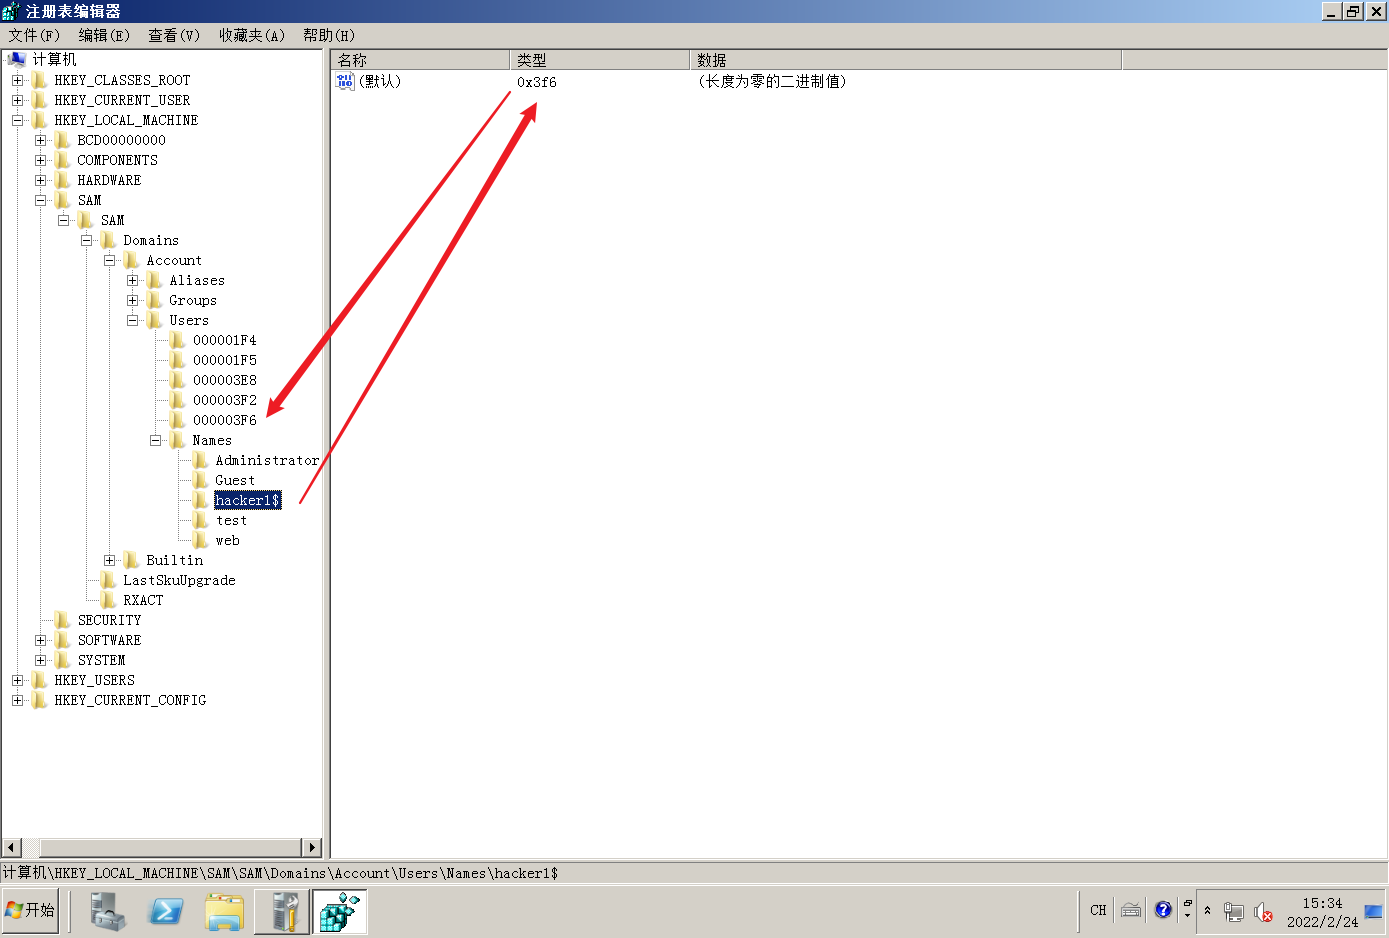 注册表编辑器
文件(F) 编辑(E) 查看(V) 收藏夹(A) 帮助(H)
计算机
HKEY_CLASSES_ROOT
HKEY_CURRENT_USER
HKEY_LOCAL_MACHINE
BCD00000000
COMPONENTS
HARDWARE
SAM
SAM
Domains
Account
Aliases
Groups
Users
000001F4
000001F5
000003E8
000003F2
000003F6
Names
Administrator
Guest
hacker1$
test
web
Builtin
LastSkuUpgrade
RXACT
SECURITY
SOFTWARE
SYSTEM
HKEY_USERS
HKEY_CURRENT_CONFIG
名称 类型 数据
(默认) 0x3f6 (长度为零的二进制值)
计算机\HKEY_LOCAL_MACHINE\SAM\SAM\Domains\Account\Users\Names\hacker1$
开始
CH
15:34
2022/2/24